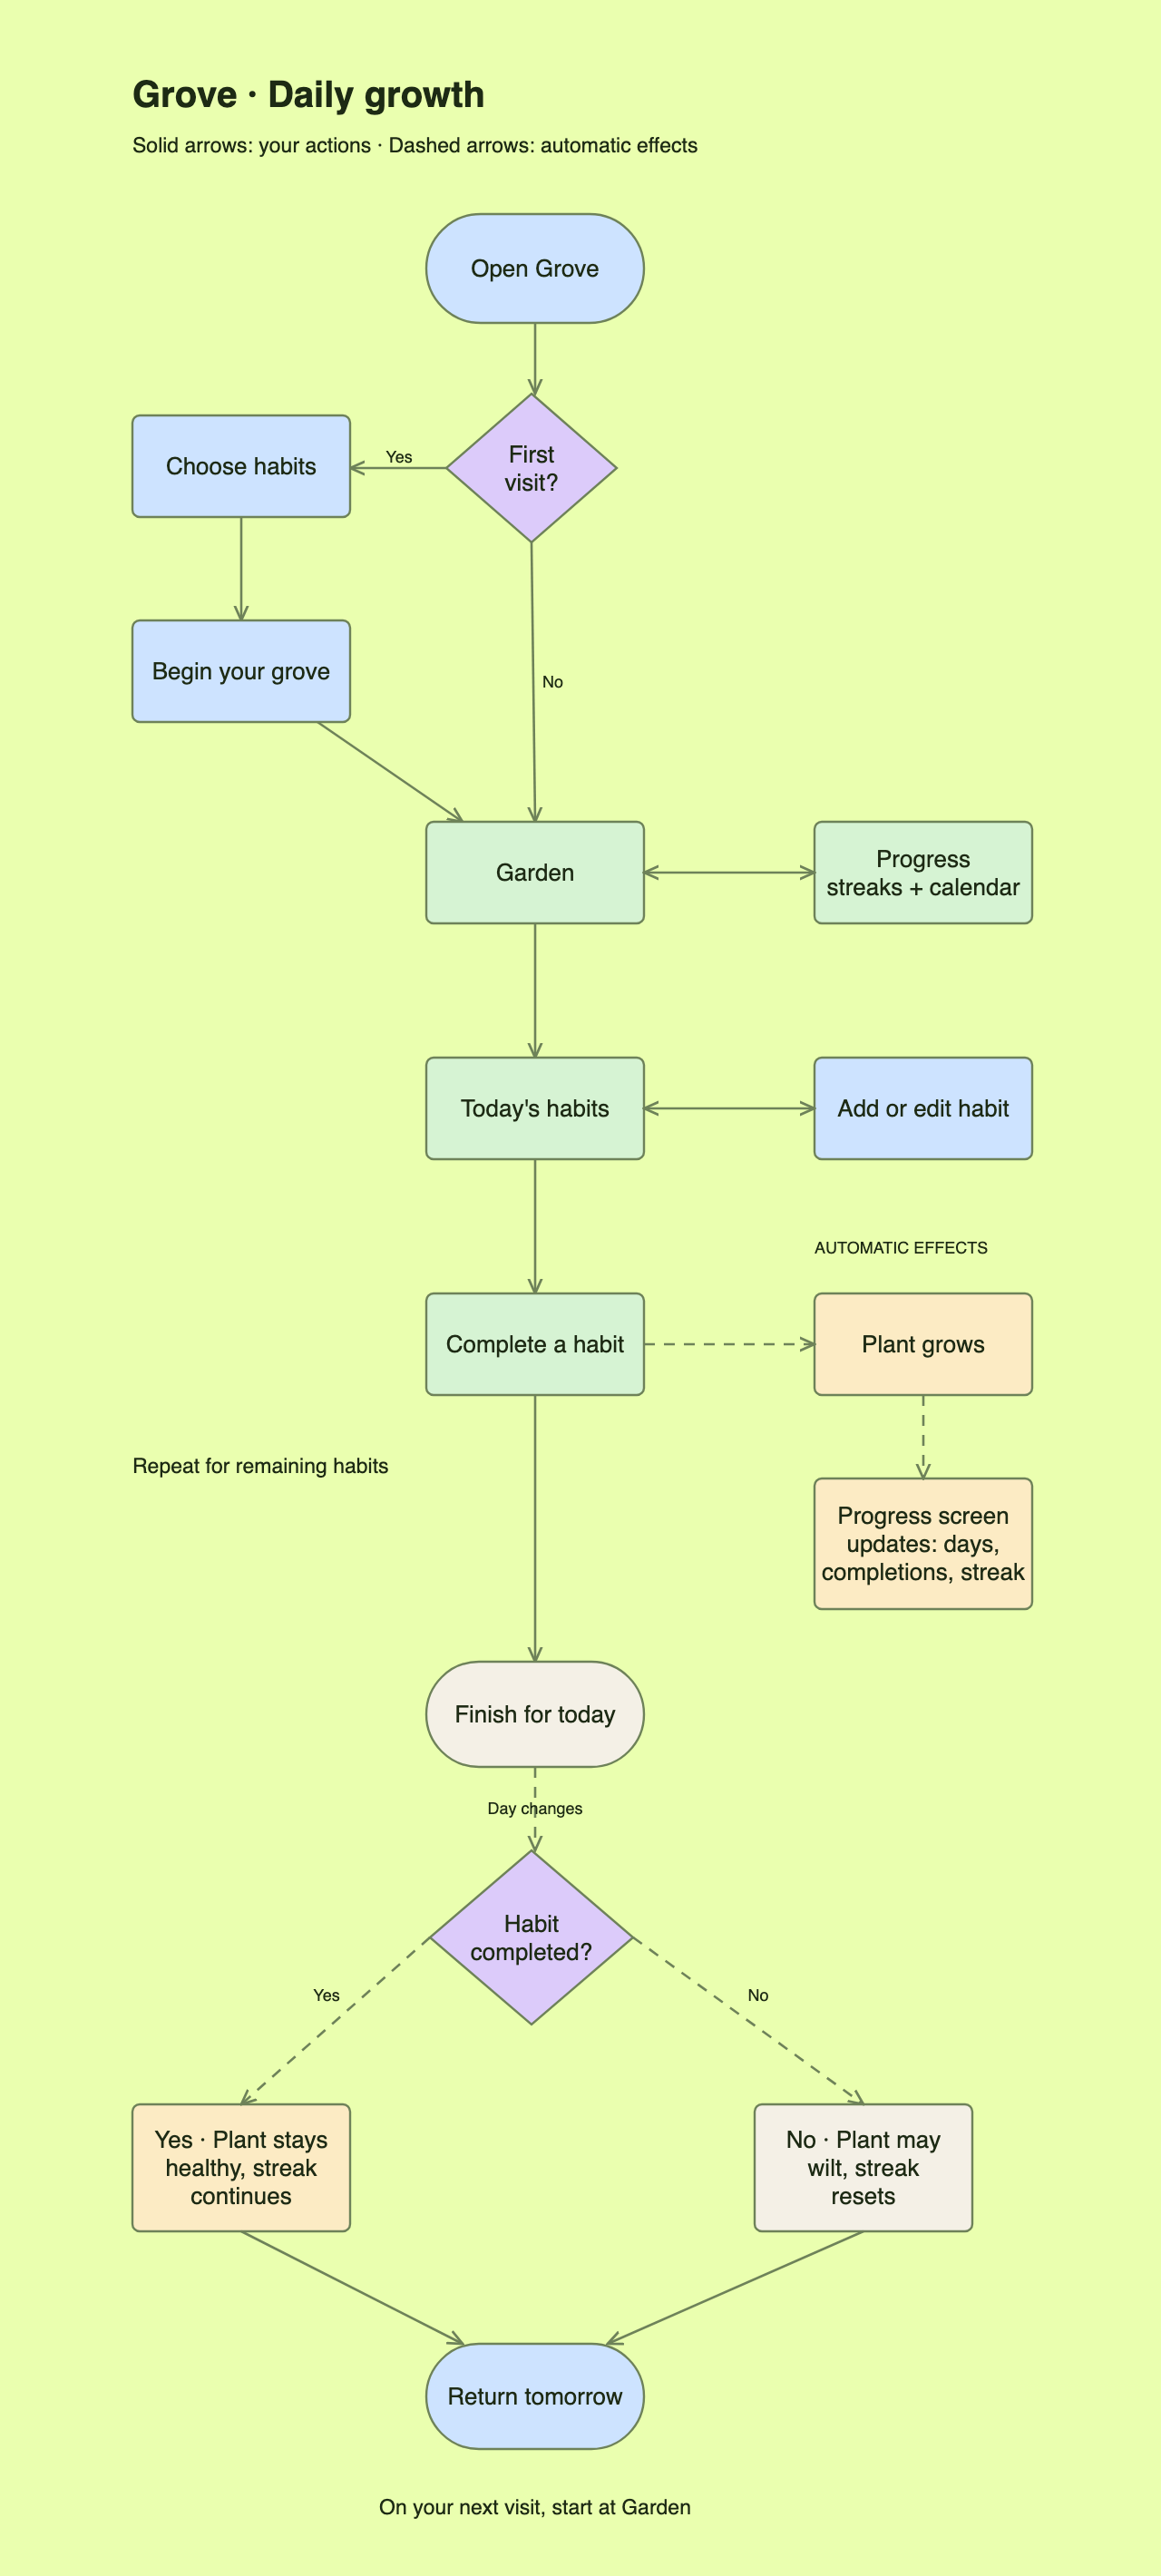 Grove · Daily growth
Solid arrows: your actions · Dashed arrows: automatic effects
Open Grove
First
visit?
Yes
Choose habits
Begin your grove
No
Garden
Progress
streaks + calendar
Today's habits
Add or edit habit
AUTOMATIC EFFECTS
Complete a habit
Plant grows
Repeat for remaining habits
Progress screen
updates: days,
completions, streak
Finish for today
Day changes
Habit
completed?
Yes
No
Yes · Plant stays
healthy, streak
continues
No · Plant may
wilt, streak
resets
Return tomorrow
On your next visit, start at Garden